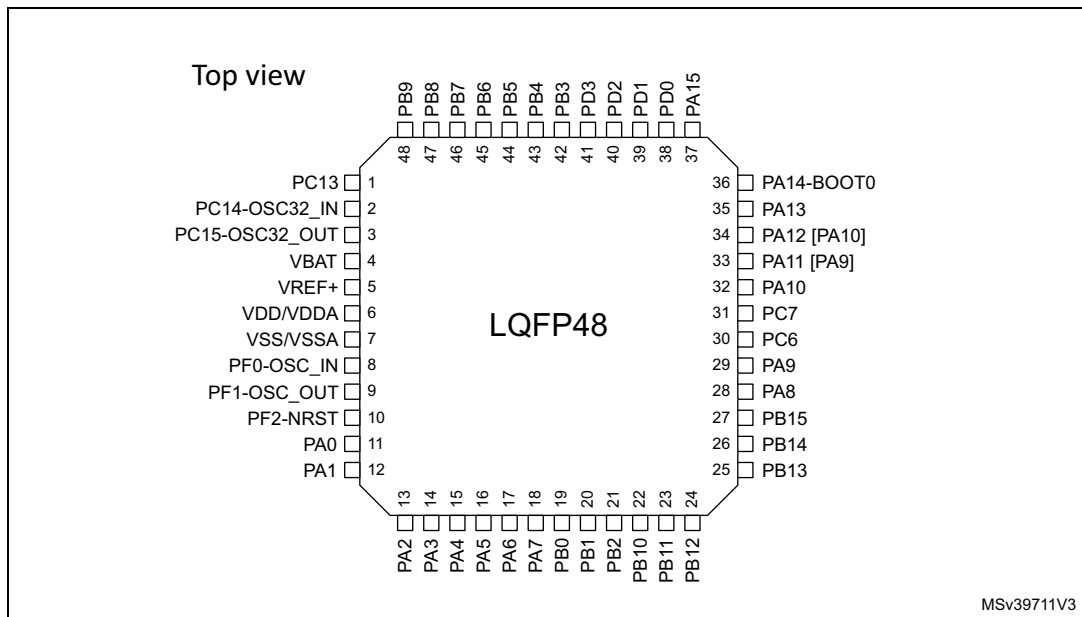 Top view
PB9
PB8
PB7
PB6
PB5
PB4
PB3
PD3
PD2
PD1
PD0
PA15
48
47
46
45
44
43
42
41
40
39
38
37
PC13 1
PC14-OSC32_IN 2
PC15-OSC32_OUT 3
VBAT 4
VREF+ 5
VDD/VDDA 6
VSS/VSSA 7
PF0-OSC_IN 8
PF1-OSC_OUT 9
PF2-NRST 10
PA0 11
PA1 12
LQFP48
36 PA14-BOOT0
35 PA13
34 PA12 [PA10]
33 PA11 [PA9]
32 PA10
31 PC7
30 PC6
29 PA9
28 PA8
27 PB15
26 PB14
25 PB13
13
14
15
16
17
18
19
20
21
22
23
24
PA2
PA3
PA4
PA5
PA6
PA7
PB0
PB1
PB2
PB10
PB11
PB12
MSv39711V3